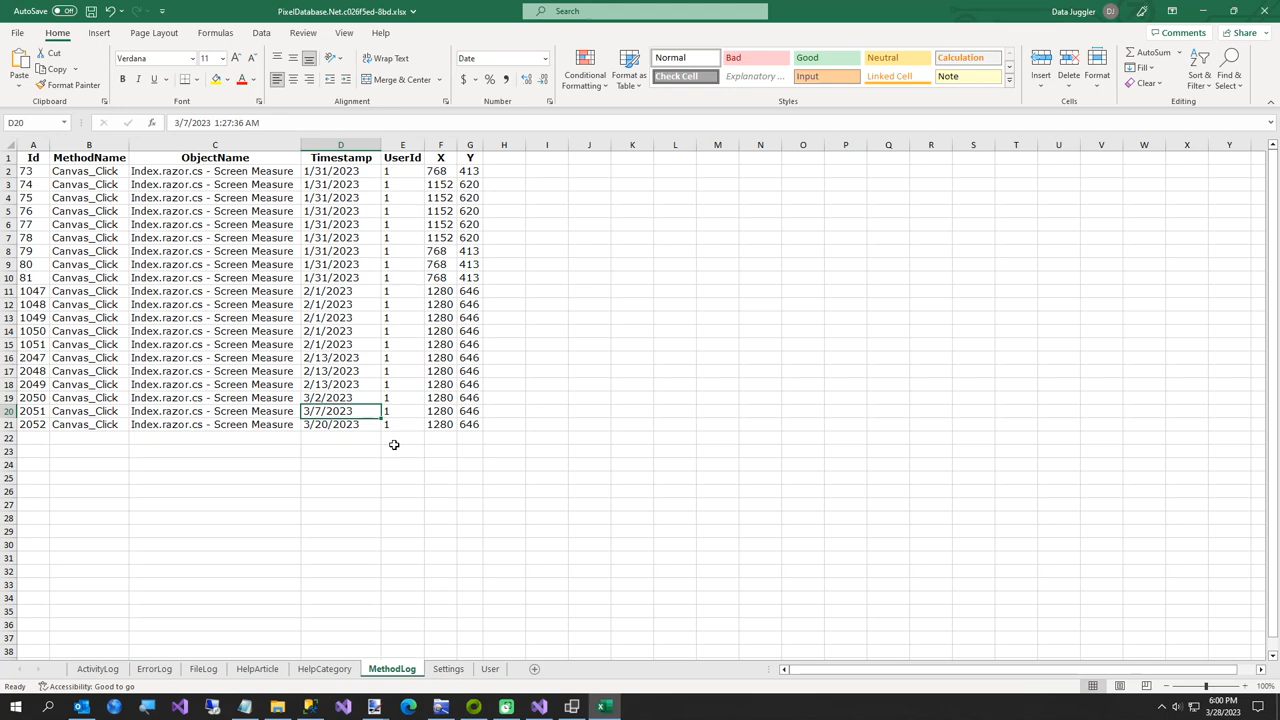 AutoSave Off PixelDatabase.Net.c026f5ed-8bd.xlsx Search Data Juggler DJ
File Home Insert Page Layout Formulas Data Review View Help Comments Share
Paste Cut Copy Format Painter Clipboard
Verdana 11 A A B I U A Font
Wrap Text Merge & Center Alignment
Date $ % , Number
Conditional Formatting Format as Table
Normal Bad Good Neutral Calculation
Check Cell Explanatory ... Input Linked Cell Note
Styles
Insert Delete Format Cells
AutoSum Fill Clear Sort & Filter Find & Select Editing
D20 fx 3/7/2023 1:27:36 AM
A B C D E F G H I J K L M N O P Q R S T U V W X Y
1 Id MethodName ObjectName Timestamp UserId X Y
2 73 Canvas_Click Index.razor.cs - Screen Measure 1/31/2023 1 768 413
3 74 Canvas_Click Index.razor.cs - Screen Measure 1/31/2023 1 1152 620
4 75 Canvas_Click Index.razor.cs - Screen Measure 1/31/2023 1 1152 620
5 76 Canvas_Click Index.razor.cs - Screen Measure 1/31/2023 1 1152 620
6 77 Canvas_Click Index.razor.cs - Screen Measure 1/31/2023 1 1152 620
7 78 Canvas_Click Index.razor.cs - Screen Measure 1/31/2023 1 1152 620
8 79 Canvas_Click Index.razor.cs - Screen Measure 1/31/2023 1 768 413
9 80 Canvas_Click Index.razor.cs - Screen Measure 1/31/2023 1 768 413
10 81 Canvas_Click Index.razor.cs - Screen Measure 1/31/2023 1 768 413
11 1047 Canvas_Click Index.razor.cs - Screen Measure 2/1/2023 1 1280 646
12 1048 Canvas_Click Index.razor.cs - Screen Measure 2/1/2023 1 1280 646
13 1049 Canvas_Click Index.razor.cs - Screen Measure 2/1/2023 1 1280 646
14 1050 Canvas_Click Index.razor.cs - Screen Measure 2/1/2023 1 1280 646
15 1051 Canvas_Click Index.razor.cs - Screen Measure 2/1/2023 1 1280 646
16 2047 Canvas_Click Index.razor.cs - Screen Measure 2/13/2023 1 1280 646
17 2048 Canvas_Click Index.razor.cs - Screen Measure 2/13/2023 1 1280 646
18 2049 Canvas_Click Index.razor.cs - Screen Measure 2/13/2023 1 1280 646
19 2050 Canvas_Click Index.razor.cs - Screen Measure 3/2/2023 1 1280 646
20 2051 Canvas_Click Index.razor.cs - Screen Measure 3/7/2023 1 1280 646
21 2052 Canvas_Click Index.razor.cs - Screen Measure 3/20/2023 1 1280 646
22
23
24
25
26
27
28
29
30
31
32
33
34
35
36
37
38
ActivityLog ErrorLog FileLog HelpArticle HelpCategory MethodLog Settings User
Ready Accessibility: Good to go 100%
6:00 PM
3/28/2023